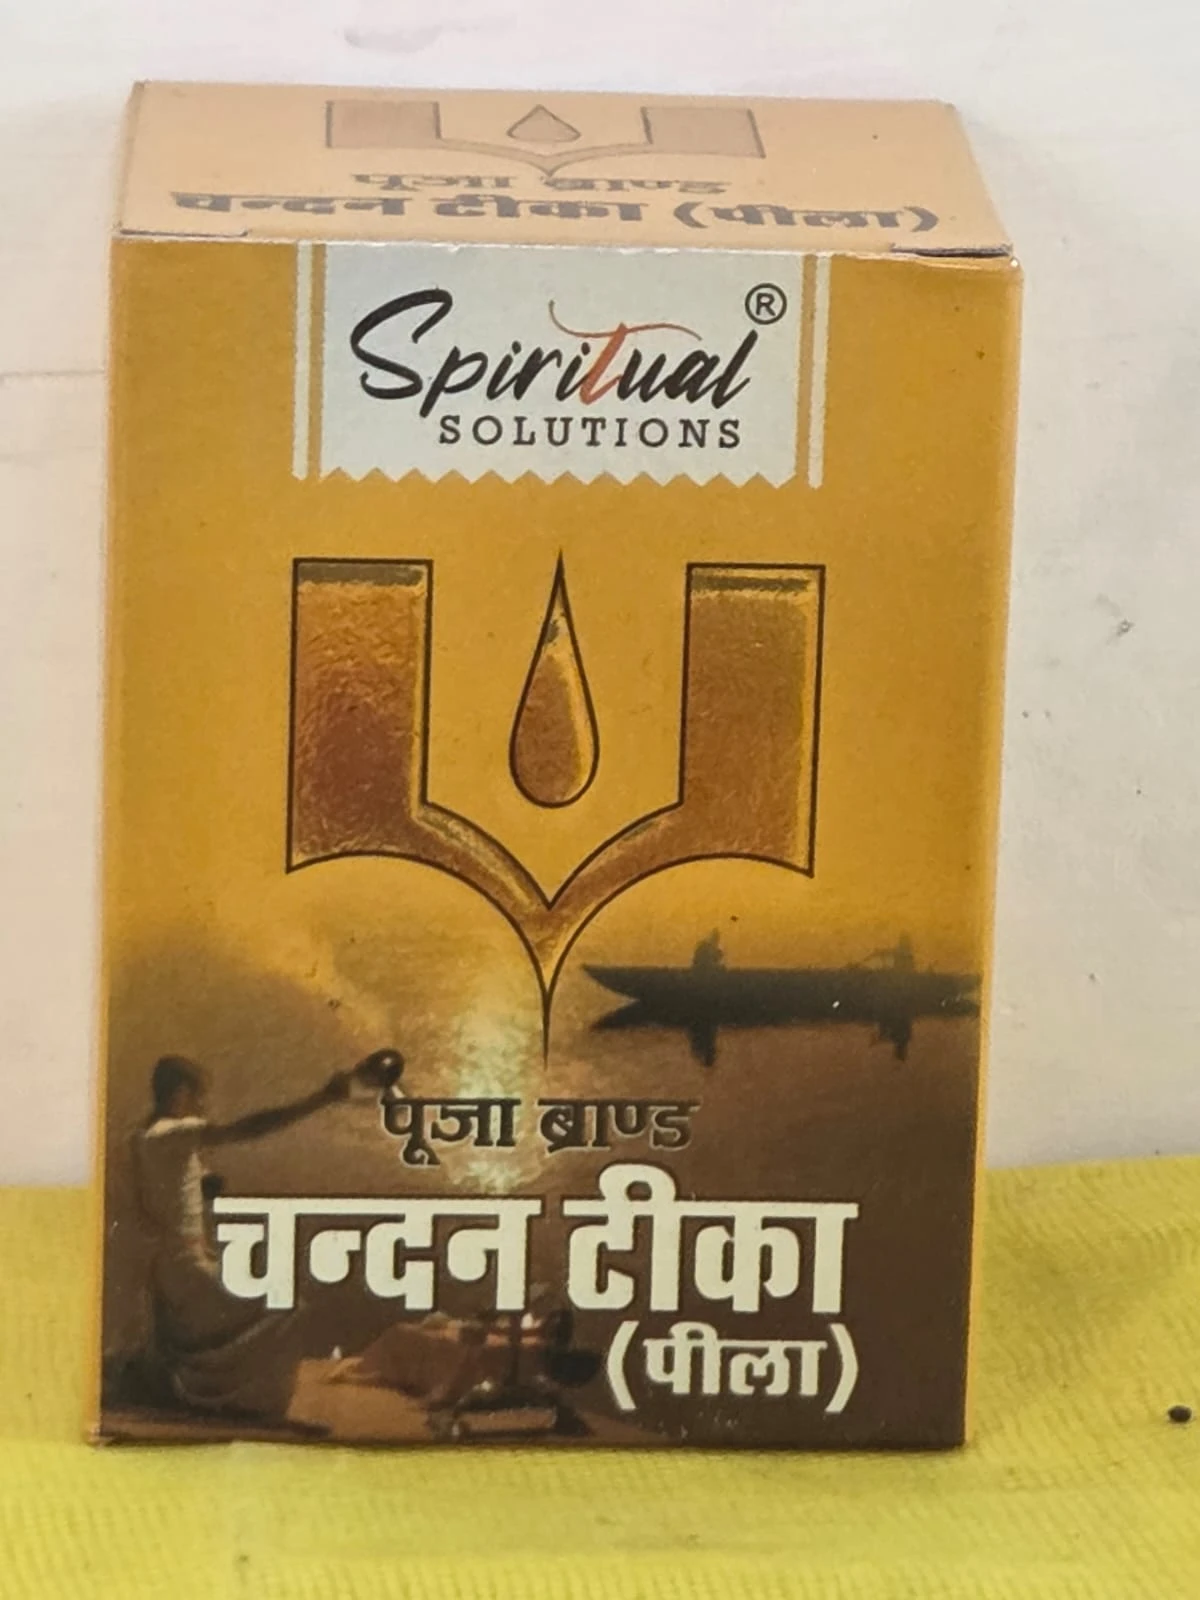 पूजा ब्राण्ड
चन्दन टीका (पीला)
Spiritual ®
SOLUTIONS
पूजा ब्राण्ड
चन्दन टीका
(पीला)